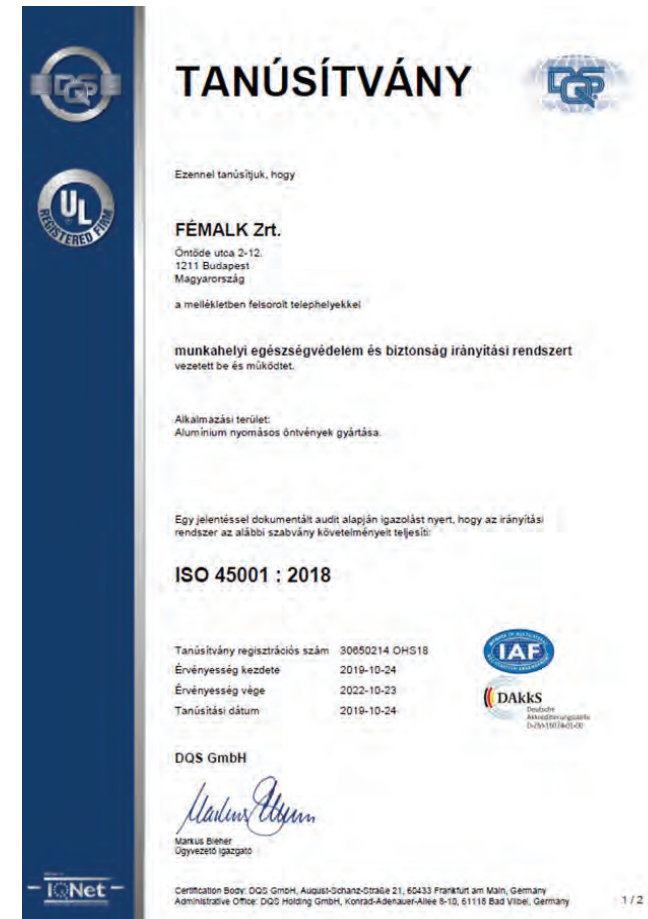 DQS
TANÚSÍTVÁNY
DQS
UL
REGISTERED FIRM
Ezennel tanúsítjuk, hogy
FÉMALK Zrt.
Öntöde utca 2-12.
1211 Budapest
Magyarország
a mellékletben felsorolt telephelyekkel
munkahelyi egészségvédelem és biztonság irányítási rendszert
vezetett be és működtet.
Alkalmazási terület:
Alumínium nyomásos öntvények gyártása.
Egy jelentéssel dokumentált audit alapján igazolást nyert, hogy az irányítási
rendszer az alábbi szabvány követelményeit teljesíti:
ISO 45001 : 2018
Tanúsítvány regisztrációs szám 30650214 OHS18
Érvényesség kezdete 2019-10-24
Érvényesség vége 2022-10-23
Tanúsítási dátum 2019-10-24
IAF
DAkkS
Deutsche
Akkreditierungsstelle
D-ZM-16074-01-00
DQS GmbH
Markus Bleher
Ügyvezető igazgató
IQNet
Certification Body: DQS GmbH, August-Schanz-Straße 21, 60433 Frankfurt am Main, Germany
Administrative Office: DQS Holding GmbH, Konrad-Adenauer-Allee 8-10, 61118 Bad Vilbel, Germany
1 / 2